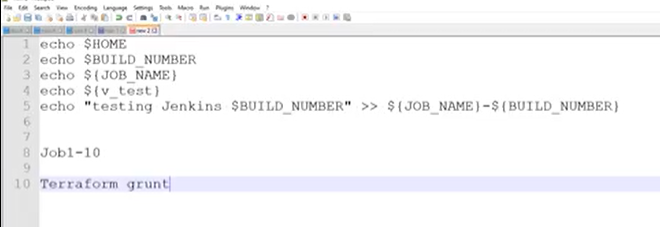 File Edit Search View Encoding Language Settings Tools Macro Run Plugins Window ?
new 2
1 echo $HOME
2 echo $BUILD_NUMBER
3 echo ${JOB_NAME}
4 echo ${v_test}
5 echo "testing Jenkins $BUILD_NUMBER" >> ${JOB_NAME}-${BUILD_NUMBER}
6
7
8 Job1-10
9
10 Terraform grunt